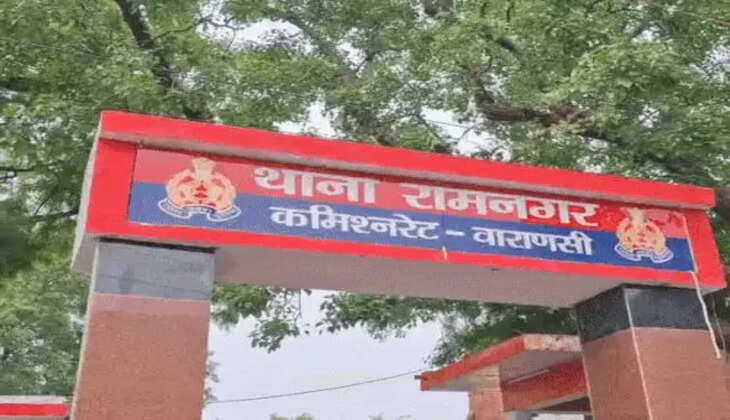 थाना रामनगर
कमिश्नरेट - वाराणसी